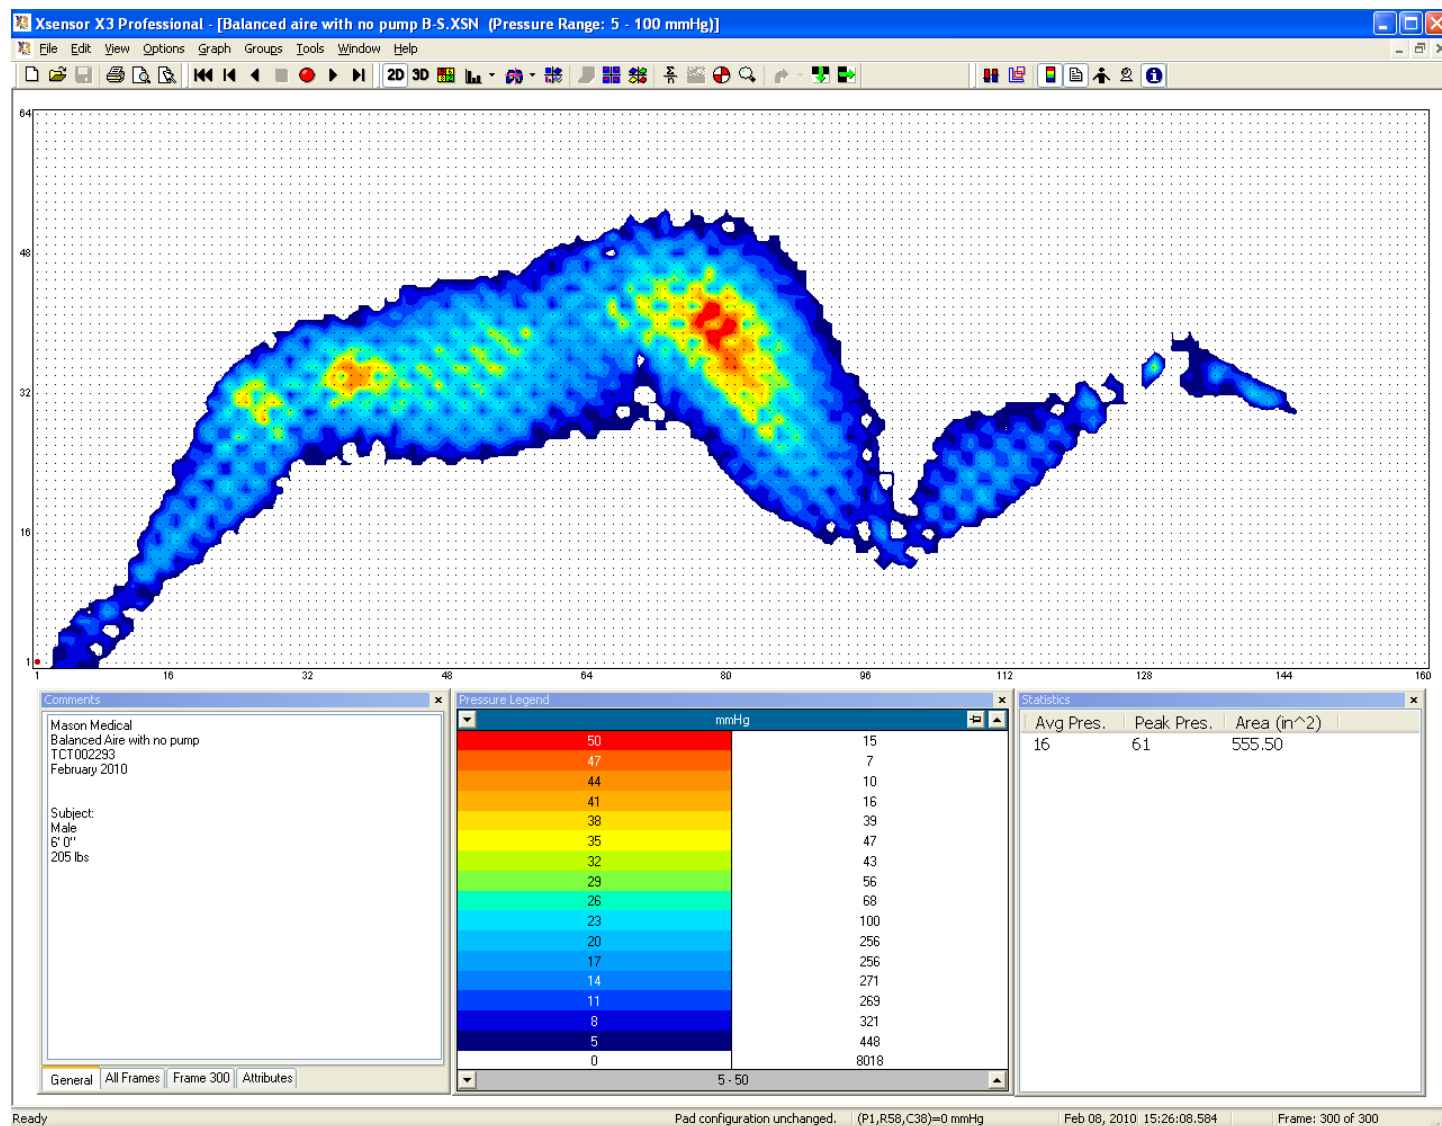 Xsensor X3 Professional - [Balanced aire with no pump B-S.XSN (Pressure Range: 5 - 100 mmHg)]
File Edit View Options Graph Groups Tools Window Help
2D 3D
64
48
32
16
1
1 16 32 48 64 80 96 112 128 144 160
Comments
Mason Medical
Balanced Aire with no pump
TCT002293
February 2010
Subject:
Male
6' 0"
205 lbs
General All Frames Frame 300 Attributes
Pressure Legend
mmHg
50 15
47 7
44 10
41 16
38 39
35 47
32 43
29 56
26 68
23 100
20 256
17 256
14 271
11 269
8 321
5 448
0 8018
5 - 50
Statistics
Avg Pres. Peak Pres. Area (in^2)
16 61 555.50
Ready Pad configuration unchanged. (P1,R58,C38)=0 mmHg Feb 08, 2010 15:26:08.584 Frame: 300 of 300